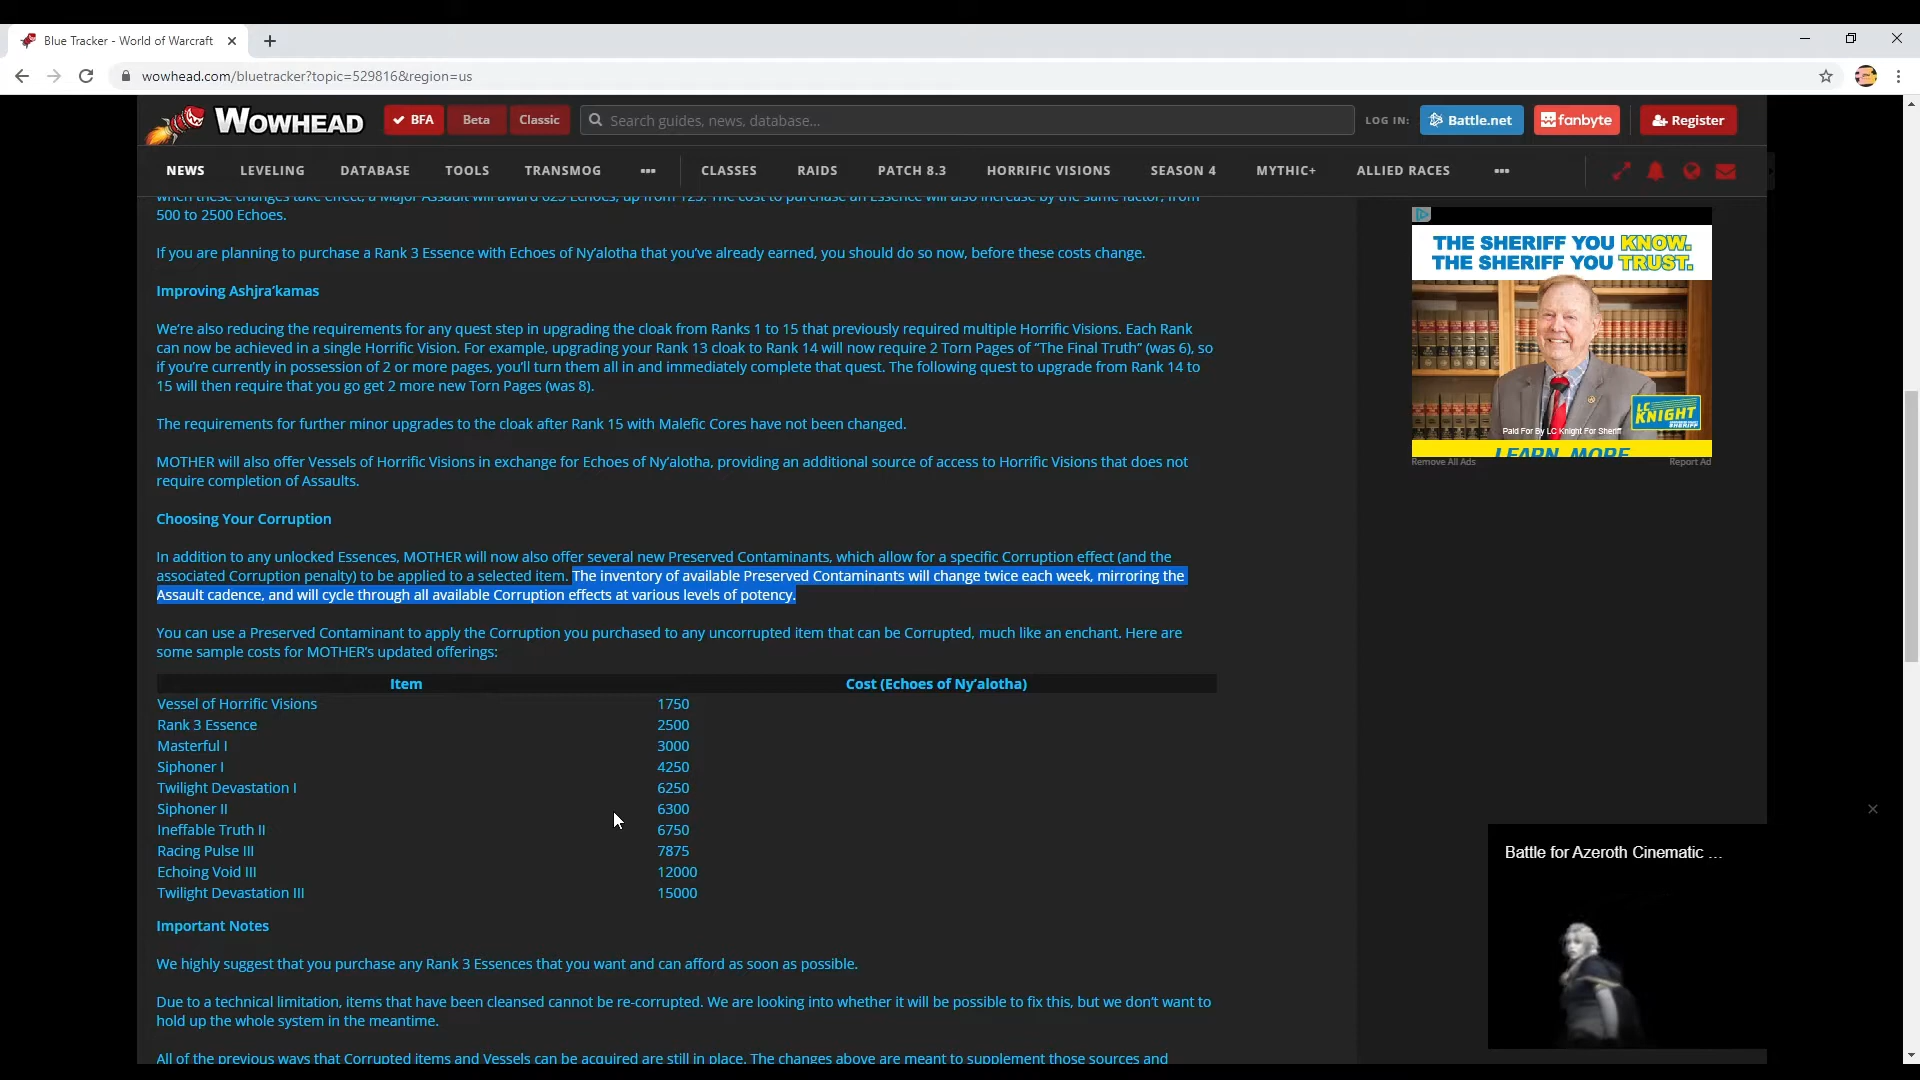 Blue Tracker - World of Warcraft
wowhead.com/bluetracker?topic=529816&region=us
WOWHEAD
BFA
Beta
Classic
Search guides, news, database...
LOG IN:
Battle.net
fanbyte
Register
NEWS
LEVELING
DATABASE
TOOLS
TRANSMOG
CLASSES
RAIDS
PATCH 8.3
HORRIFIC VISIONS
SEASON 4
MYTHIC+
ALLIED RACES
when these changes take effect, a Major Assault will award 625 Echoes, up from 125. The cost to purchase an Essence will also increase by the same factor, from
500 to 2500 Echoes.
If you are planning to purchase a Rank 3 Essence with Echoes of Ny’alotha that you’ve already earned, you should do so now, before these costs change.
Improving Ashjra’kamas
We’re also reducing the requirements for any quest step in upgrading the cloak from Ranks 1 to 15 that previously required multiple Horrific Visions. Each Rank
can now be achieved in a single Horrific Vision. For example, upgrading your Rank 13 cloak to Rank 14 will now require 2 Torn Pages of “The Final Truth” (was 6), so
if you’re currently in possession of 2 or more pages, you’ll turn them all in and immediately complete that quest. The following quest to upgrade from Rank 14 to
15 will then require that you go get 2 more new Torn Pages (was 8).
The requirements for further minor upgrades to the cloak after Rank 15 with Malefic Cores have not been changed.
MOTHER will also offer Vessels of Horrific Visions in exchange for Echoes of Ny’alotha, providing an additional source of access to Horrific Visions that does not
require completion of Assaults.
Choosing Your Corruption
In addition to any unlocked Essences, MOTHER will now also offer several new Preserved Contaminants, which allow for a specific Corruption effect (and the
associated Corruption penalty) to be applied to a selected item. The inventory of available Preserved Contaminants will change twice each week, mirroring the
Assault cadence, and will cycle through all available Corruption effects at various levels of potency.
You can use a Preserved Contaminant to apply the Corruption you purchased to any uncorrupted item that can be Corrupted, much like an enchant. Here are
some sample costs for MOTHER’s updated offerings:
Item Cost (Echoes of Ny’alotha)
Vessel of Horrific Visions 1750
Rank 3 Essence 2500
Masterful I 3000
Siphoner I 4250
Twilight Devastation I 6250
Siphoner II 6300
Ineffable Truth II 6750
Racing Pulse III 7875
Echoing Void III 12000
Twilight Devastation III 15000
Important Notes
We highly suggest that you purchase any Rank 3 Essences that you want and can afford as soon as possible.
Due to a technical limitation, items that have been cleansed cannot be re-corrupted. We are looking into whether it will be possible to fix this, but we don’t want to
hold up the whole system in the meantime.
All of the previous ways that Corrupted items and Vessels can be acquired are still in place. The changes above are meant to supplement those sources and
THE SHERIFF YOU KNOW.
THE SHERIFF YOU TRUST.
LC
KNIGHT
SHERIFF
Paid For By LC Knight For Sheriff
LEARN MORE
Remove All Ads
Report Ad
Battle for Azeroth Cinematic ...